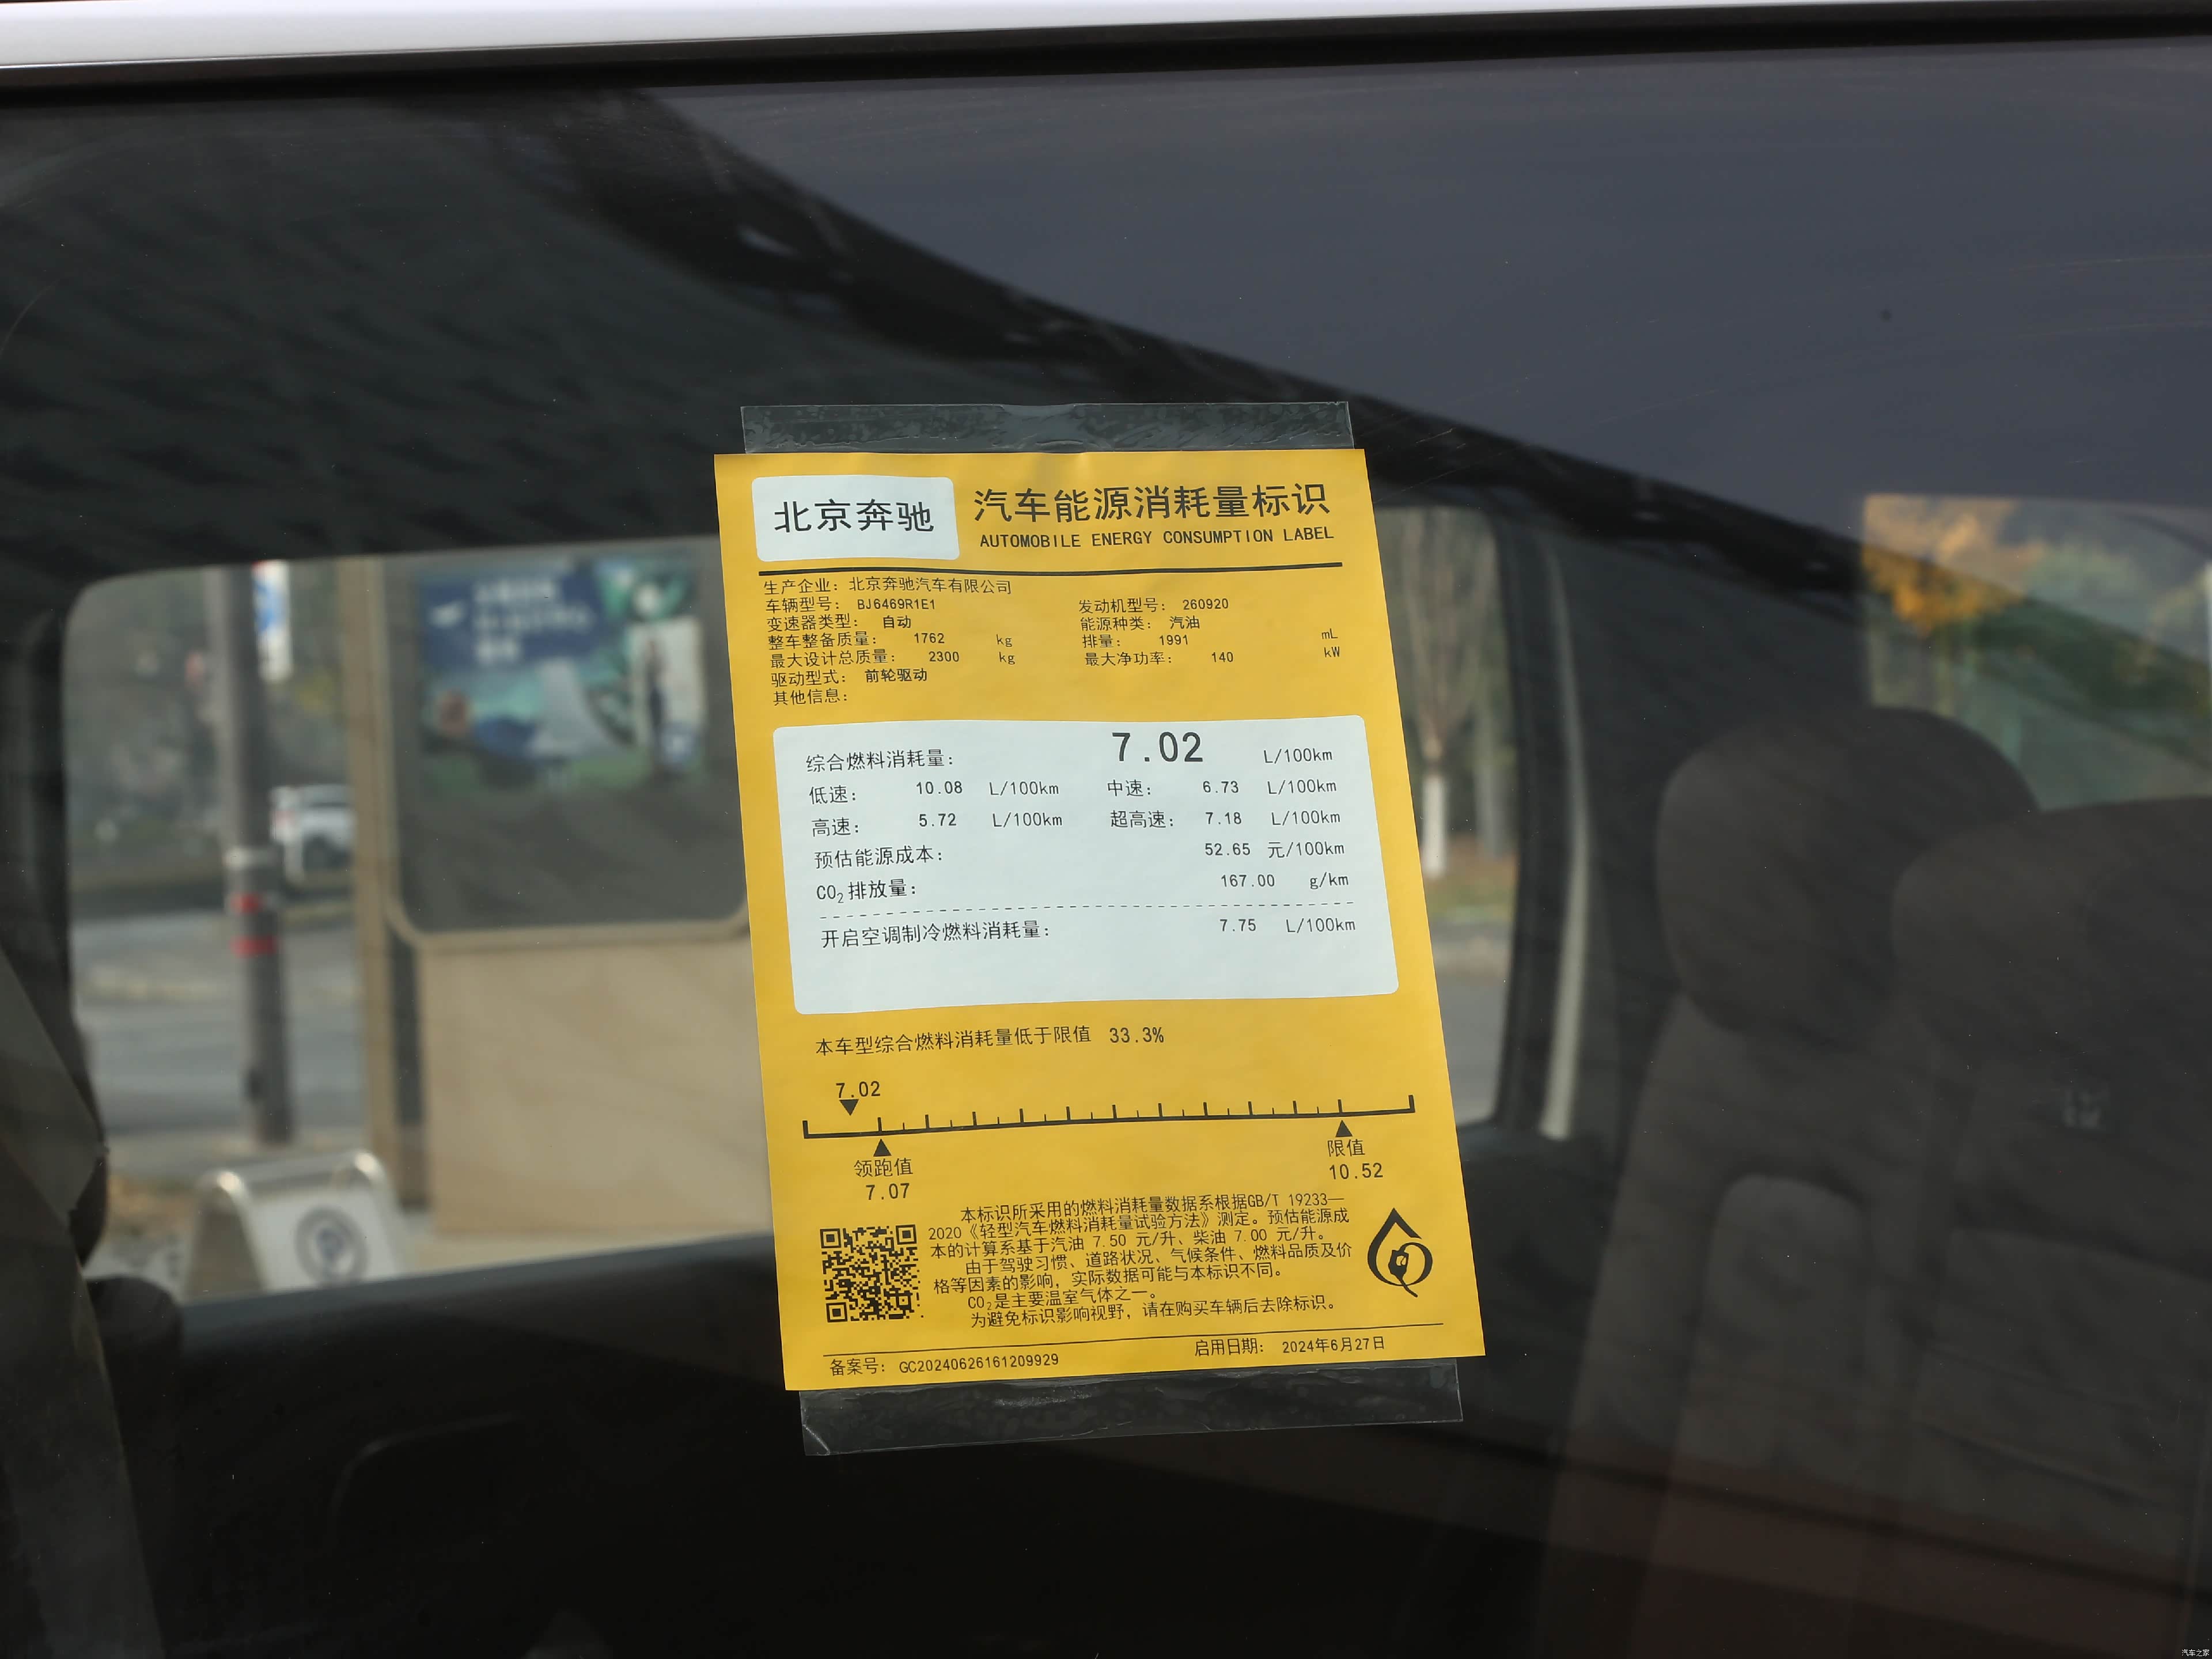 北京奔驰
汽车能源消耗量标识
AUTOMOBILE ENERGY CONSUMPTION LABEL
生产企业：北京奔驰汽车有限公司
车辆型号： BJ6469R1E1 发动机型号： 260920
变速器类型： 自动 能源种类： 汽油
整车整备质量： 1762 kg 排量： 1991 mL
最大设计总质量： 2300 kg 最大净功率： 140 kW
驱动型式： 前轮驱动
其他信息：
综合燃料消耗量： 7.02 L/100km
低速： 10.08 L/100km 中速： 6.73 L/100km
高速： 5.72 L/100km 超高速： 7.18 L/100km
预估能源成本： 52.65 元/100km
CO₂排放量： 167.00 g/km
开启空调制冷燃料消耗量： 7.75 L/100km
本车型综合燃料消耗量低于限值 33.3%
7.02
领跑值 限值
7.07 10.52
本标识所采用的燃料消耗量数据系根据GB/T 19233—
2020《轻型汽车燃料消耗量试验方法》测定。预估能源成
本的计算系基于汽油 7.50 元/升、柴油 7.00 元/升。
由于驾驶习惯、道路状况、气候条件、燃料品质及价
格等因素的影响，实际数据可能与本标识不同。
CO₂是主要温室气体之一。
为避免标识影响视野，请在购买车辆后去除标识。
备案号： GC20240626161209929 启用日期： 2024年6月27日
汽车之家